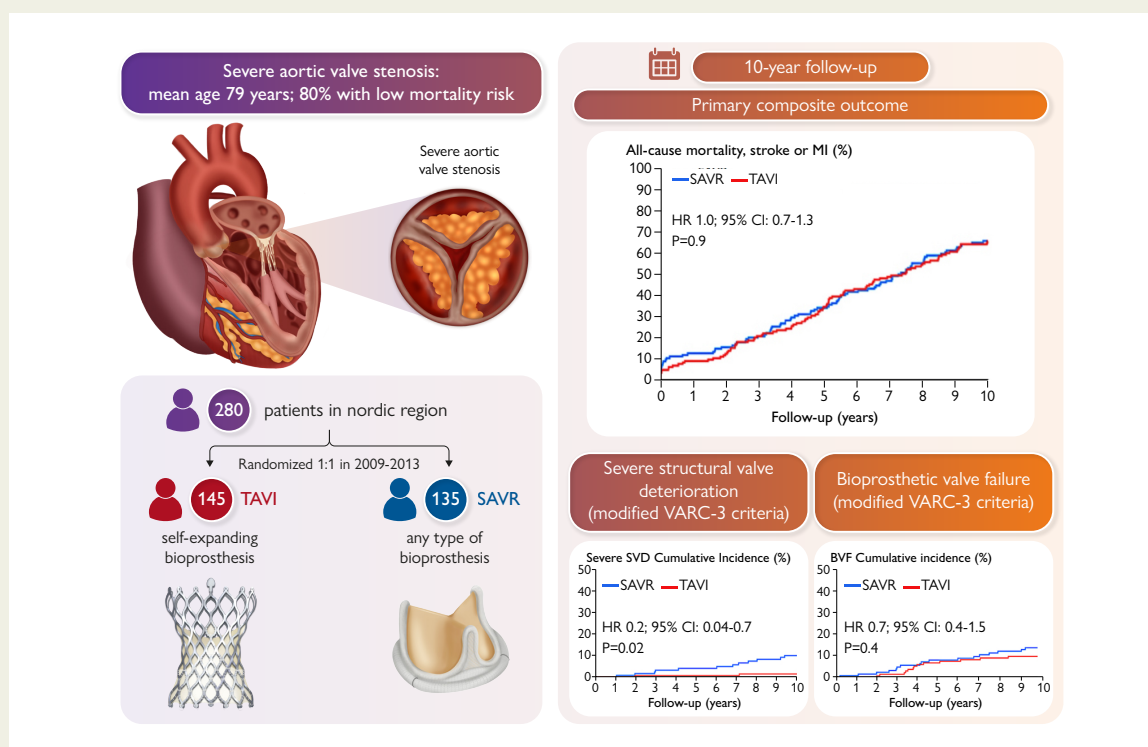 Severe aortic valve stenosis:
mean age 79 years; 80% with low mortality risk
Severe aortic
valve stenosis
280 patients in nordic region
Randomized 1:1 in 2009-2013
145 TAVI
self-expanding
bioprosthesis
135 SAVR
any type of
bioprosthesis
10-year follow-up
Primary composite outcome
All-cause mortality, stroke or MI (%)
100
90
80
70
60
50
40
30
20
10
0
SAVR TAVI
HR 1.0; 95% CI: 0.7-1.3
P=0.9
0 1 2 3 4 5 6 7 8 9 10
Follow-up (years)
Severe structural valve
deterioration
(modified VARC-3 criteria)
Severe SVD Cumulative Incidence (%)
50
40
30
20
10
0
SAVR TAVI
HR 0.2; 95% CI: 0.04-0.7
P=0.02
0 1 2 3 4 5 6 7 8 9 10
Follow-up (years)
Bioprosthetic valve failure
(modified VARC-3 criteria)
BVF Cumulative incidence (%)
50
40
30
20
10
0
SAVR TAVI
HR 0.7; 95% CI: 0.4-1.5
P=0.4
0 1 2 3 4 5 6 7 8 9 10
Follow-up (years)